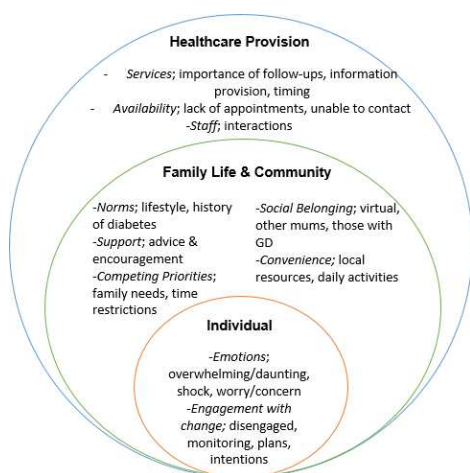 Healthcare Provision
- Services; importance of follow-ups, information
provision, timing
- Availability; lack of appointments, unable to contact
-Staff; interactions
Family Life & Community
-Norms; lifestyle, history
of diabetes
-Support; advice &
encouragement
-Competing Priorities;
family needs, time
restrictions
-Social Belonging; virtual,
other mums, those with
GD
-Convenience; local
resources, daily activities
Individual
-Emotions;
overwhelming/daunting,
shock, worry/concern
-Engagement with
change; disengaged,
monitoring, plans,
intentions